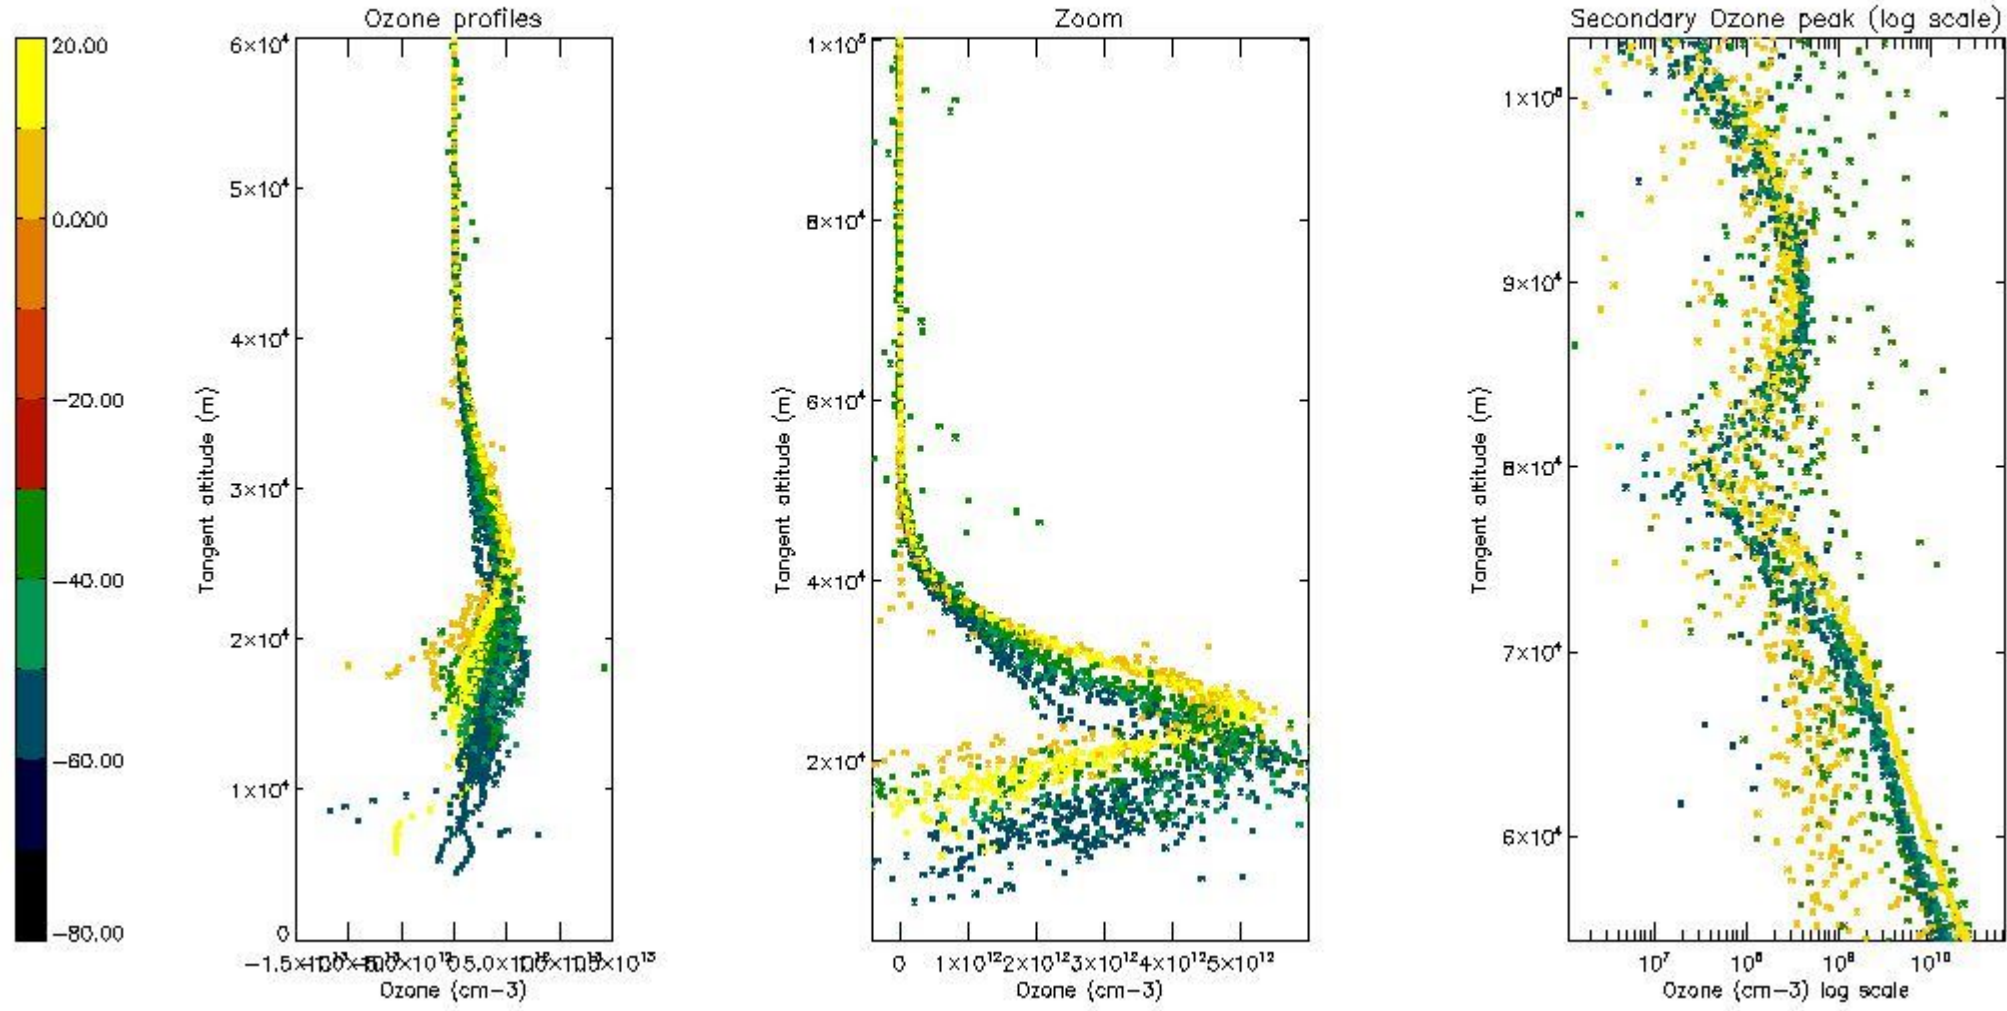 Ozone profiles
Zoom
Secondary Ozone peak (log scale)
20.00
0.000
−20.00
−40.00
−60.00
−80.00
6×10⁴
5×10⁴
4×10⁴
3×10⁴
2×10⁴
1×10⁴
0
Tangent altitude (m)
Ozone (cm−3)
1×10⁵
8×10⁴
6×10⁴
4×10⁴
2×10⁴
Tangent altitude (m)
0 1×10¹² 2×10¹² 3×10¹² 4×10¹² 5×10¹²
Ozone (cm−3)
1×10⁵
9×10⁴
8×10⁴
7×10⁴
6×10⁴
Tangent altitude (m)
10⁷ 10⁸ 10⁹ 10¹⁰
Ozone (cm−3) log scale